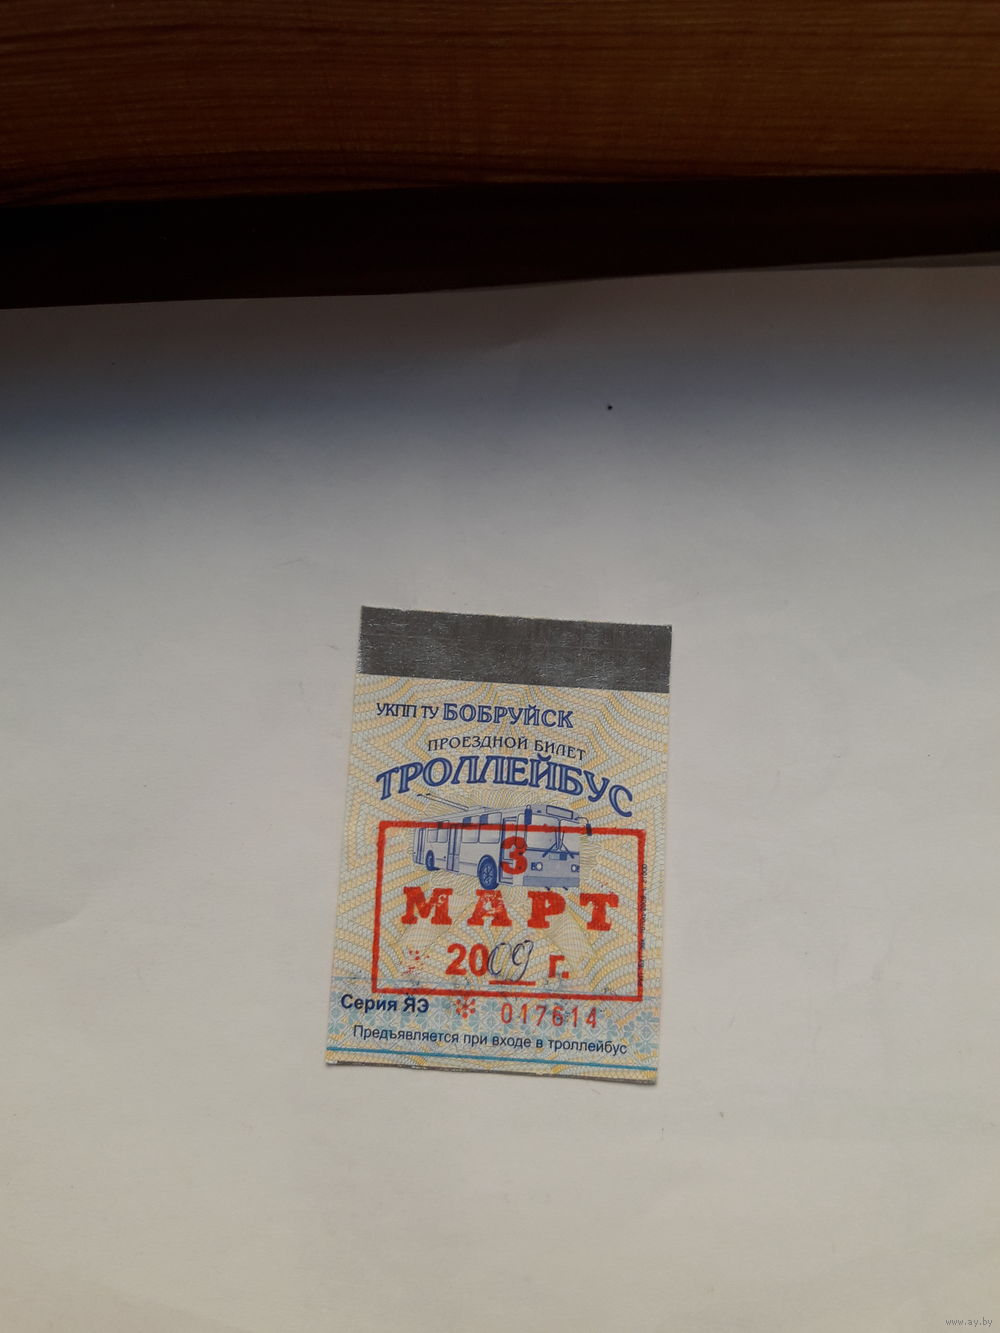 УКПП ТУ БОБРУЙСК
ПРОЕЗДНОЙ БИЛЕТ
ТРОЛЛЕЙБУС
3
МАРТ
2009 г.
Серия ЯЭ 017614
Предъявляется при входе в троллейбус
www.ay.by